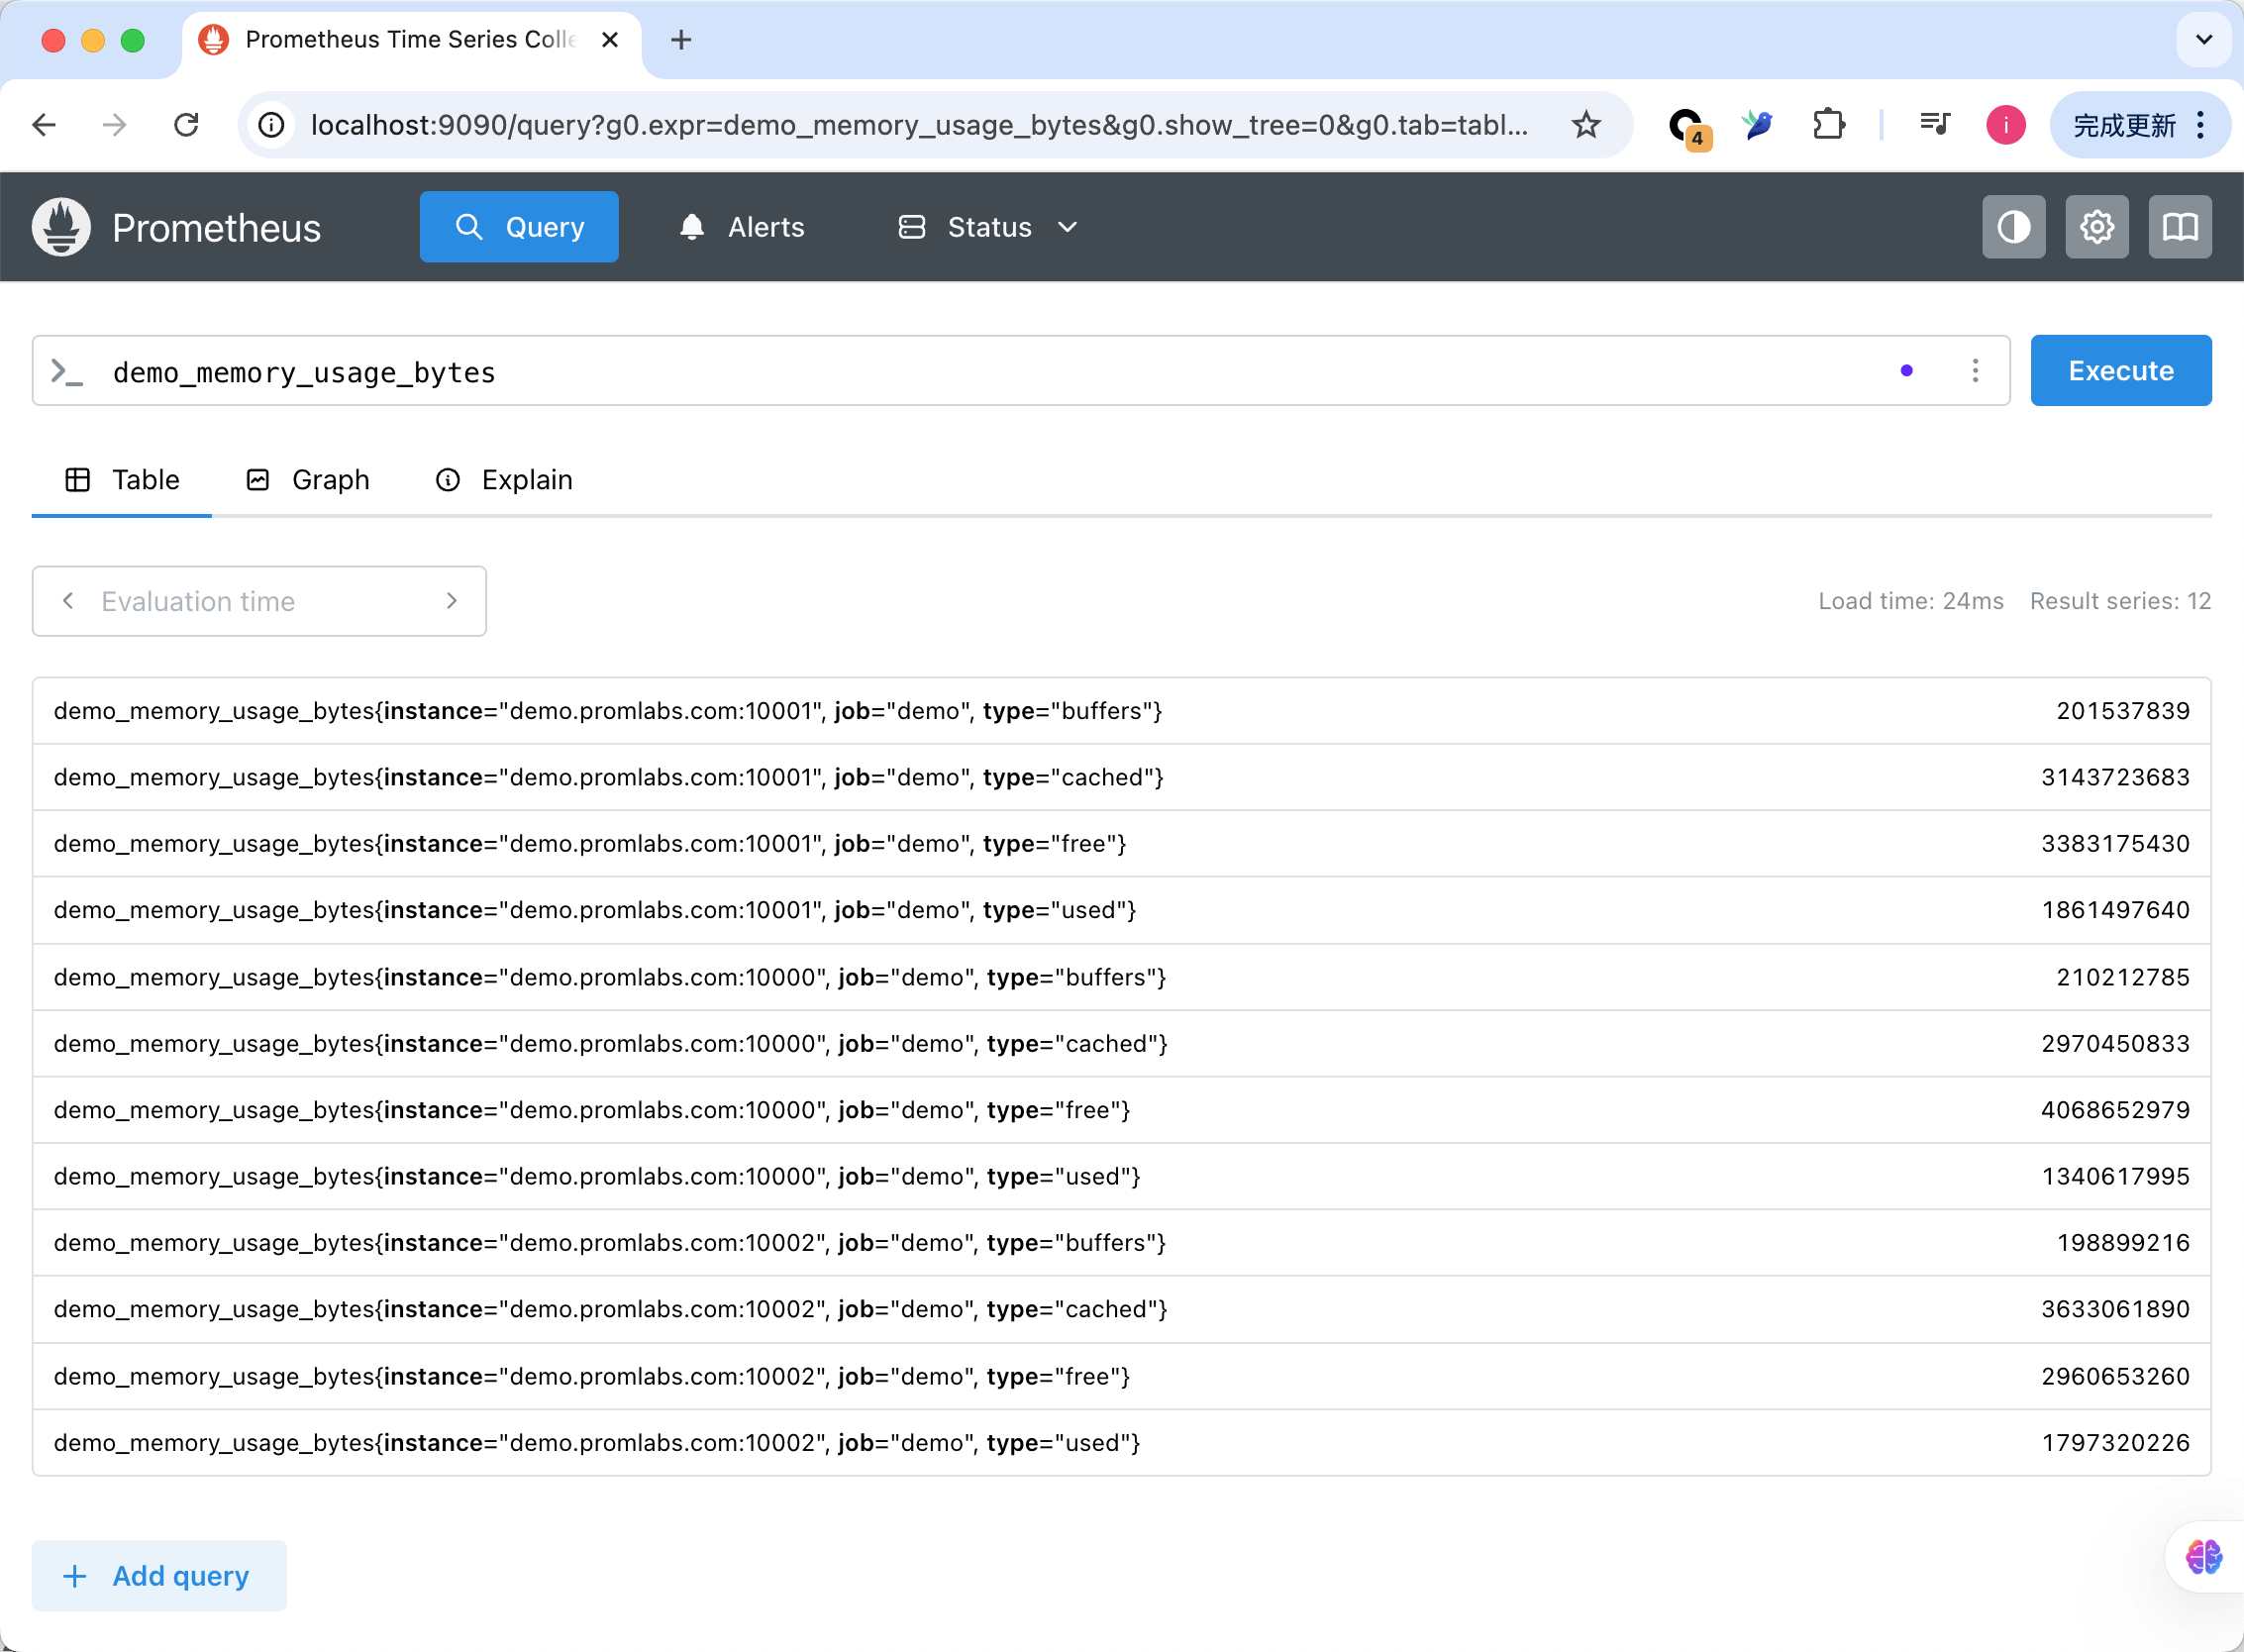 Prometheus Time Series Colle
localhost:9090/query?g0.expr=demo_memory_usage_bytes&g0.show_tree=0&g0.tab=tabl...
4
i
完成更新
Prometheus
Query
Alerts
Status
demo_memory_usage_bytes
Execute
Table
Graph
Explain
Evaluation time
Load time: 24ms Result series: 12
demo_memory_usage_bytes{instance="demo.promlabs.com:10001", job="demo", type="buffers"} 201537839
demo_memory_usage_bytes{instance="demo.promlabs.com:10001", job="demo", type="cached"} 3143723683
demo_memory_usage_bytes{instance="demo.promlabs.com:10001", job="demo", type="free"} 3383175430
demo_memory_usage_bytes{instance="demo.promlabs.com:10001", job="demo", type="used"} 1861497640
demo_memory_usage_bytes{instance="demo.promlabs.com:10000", job="demo", type="buffers"} 210212785
demo_memory_usage_bytes{instance="demo.promlabs.com:10000", job="demo", type="cached"} 2970450833
demo_memory_usage_bytes{instance="demo.promlabs.com:10000", job="demo", type="free"} 4068652979
demo_memory_usage_bytes{instance="demo.promlabs.com:10000", job="demo", type="used"} 1340617995
demo_memory_usage_bytes{instance="demo.promlabs.com:10002", job="demo", type="buffers"} 198899216
demo_memory_usage_bytes{instance="demo.promlabs.com:10002", job="demo", type="cached"} 3633061890
demo_memory_usage_bytes{instance="demo.promlabs.com:10002", job="demo", type="free"} 2960653260
demo_memory_usage_bytes{instance="demo.promlabs.com:10002", job="demo", type="used"} 1797320226
Add query